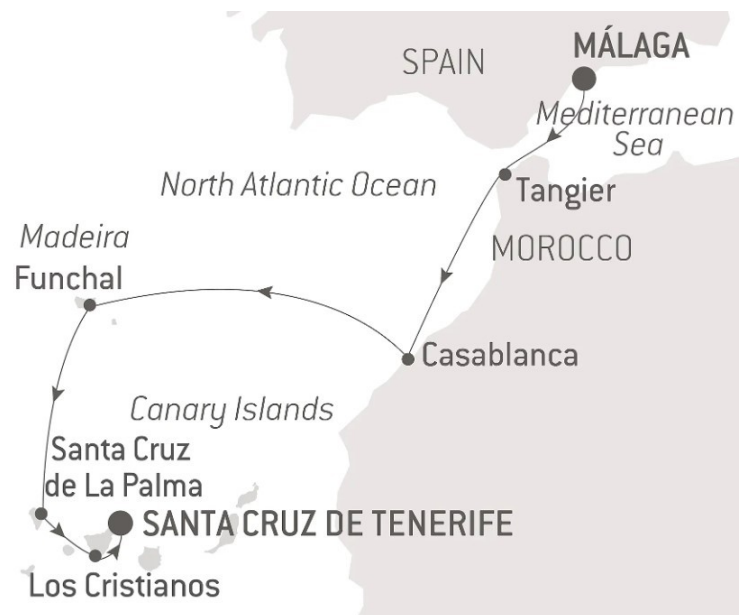 SPAIN
MÁLAGA
Mediterranean
Sea
North Atlantic Ocean
Tangier
Madeira
MOROCCO
Funchal
Casablanca
Canary Islands
Santa Cruz
de La Palma
SANTA CRUZ DE TENERIFE
Los Cristianos